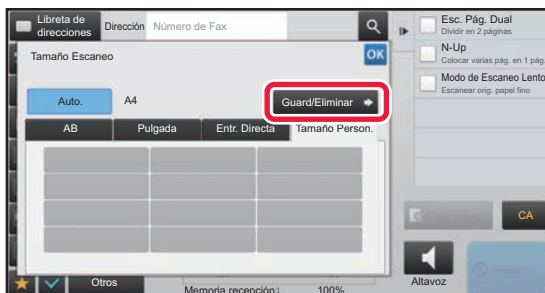 Libreta de
direcciones
Dirección
Número de Fax
Tamaño Escaneo
OK
Auto.
A4
Guard/Eliminar
AB
Pulgada
Entr. Directa
Tamaño Person.
Esc. Pág. Dual
Dividir en 2 páginas
N-Up
Colocar varias pág. en 1 pág.
Modo de Escaneo Lento
Escanear orig. papel fino
CA
Otros
Memoria recepción:
100%
Altavoz